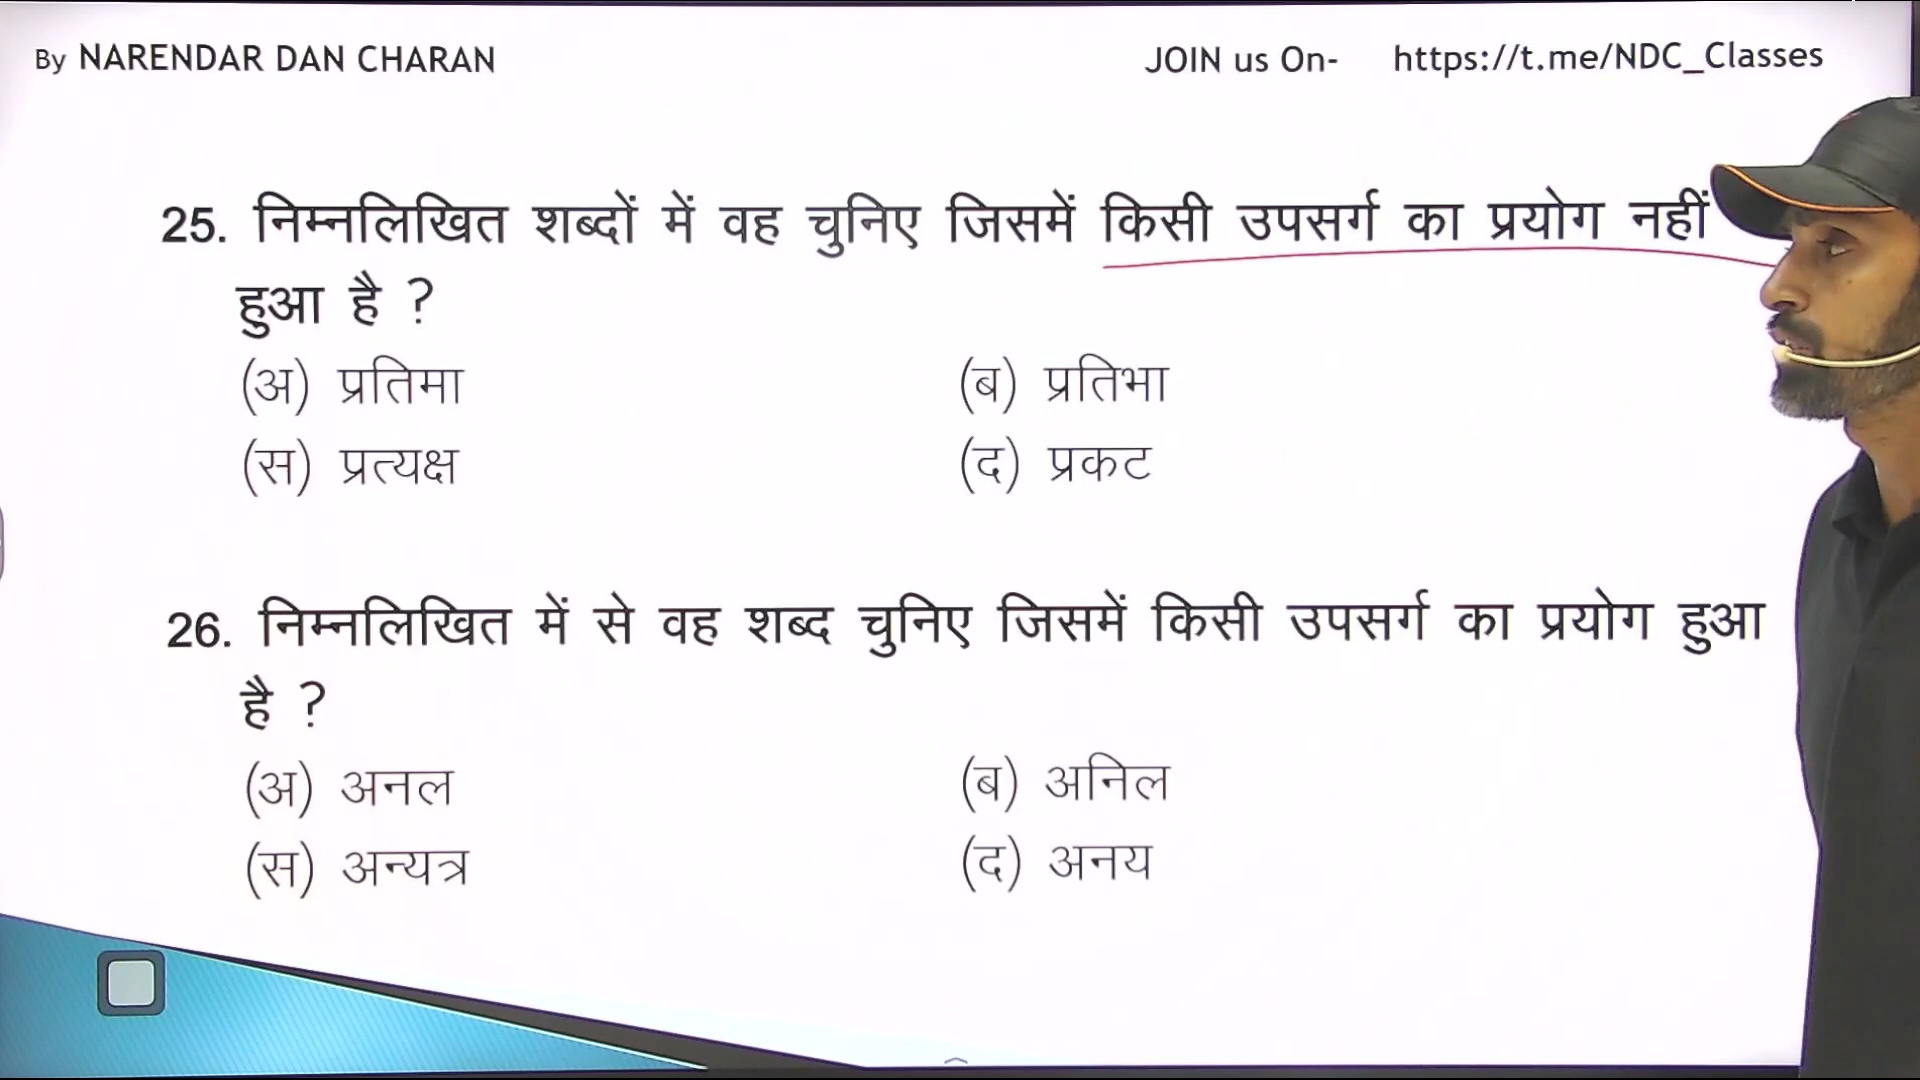 By NARENDAR DAN CHARAN
JOIN us On- https://t.me/NDC_Classes
25. निम्नलिखित शब्दों में वह चुनिए जिसमें किसी उपसर्ग का प्रयोग नहीं
हुआ है ?
(अ) प्रतिमा (ब) प्रतिभा
(स) प्रत्यक्ष (द) प्रकट
26. निम्नलिखित में से वह शब्द चुनिए जिसमें किसी उपसर्ग का प्रयोग हुआ
है ?
(अ) अनल (ब) अनिल
(स) अन्यत्र (द) अनय